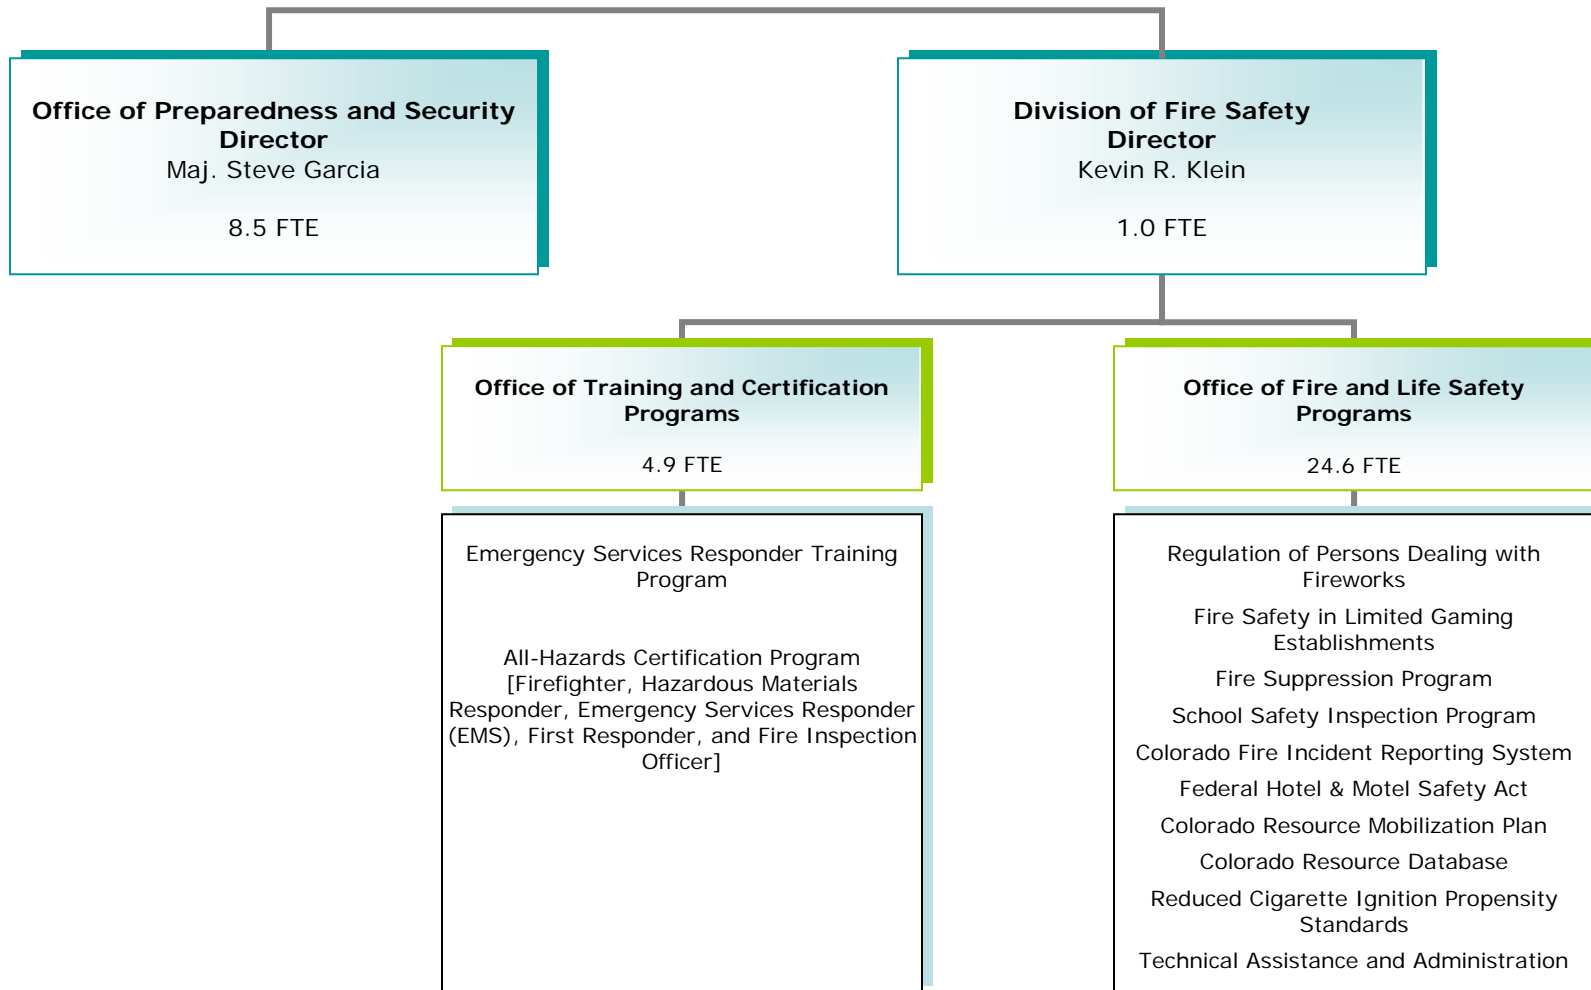 Office of Preparedness and Security
Director
Maj. Steve Garcia
8.5 FTE
Division of Fire Safety
Director
Kevin R. Klein
1.0 FTE
Office of Training and Certification
Programs
4.9 FTE
Office of Fire and Life Safety
Programs
24.6 FTE
Emergency Services Responder Training
Program
All-Hazards Certification Program
[Firefighter, Hazardous Materials
Responder, Emergency Services Responder
(EMS), First Responder, and Fire Inspection
Officer]
Regulation of Persons Dealing with
Fireworks
Fire Safety in Limited Gaming
Establishments
Fire Suppression Program
School Safety Inspection Program
Colorado Fire Incident Reporting System
Federal Hotel & Motel Safety Act
Colorado Resource Mobilization Plan
Colorado Resource Database
Reduced Cigarette Ignition Propensity
Standards
Technical Assistance and Administration